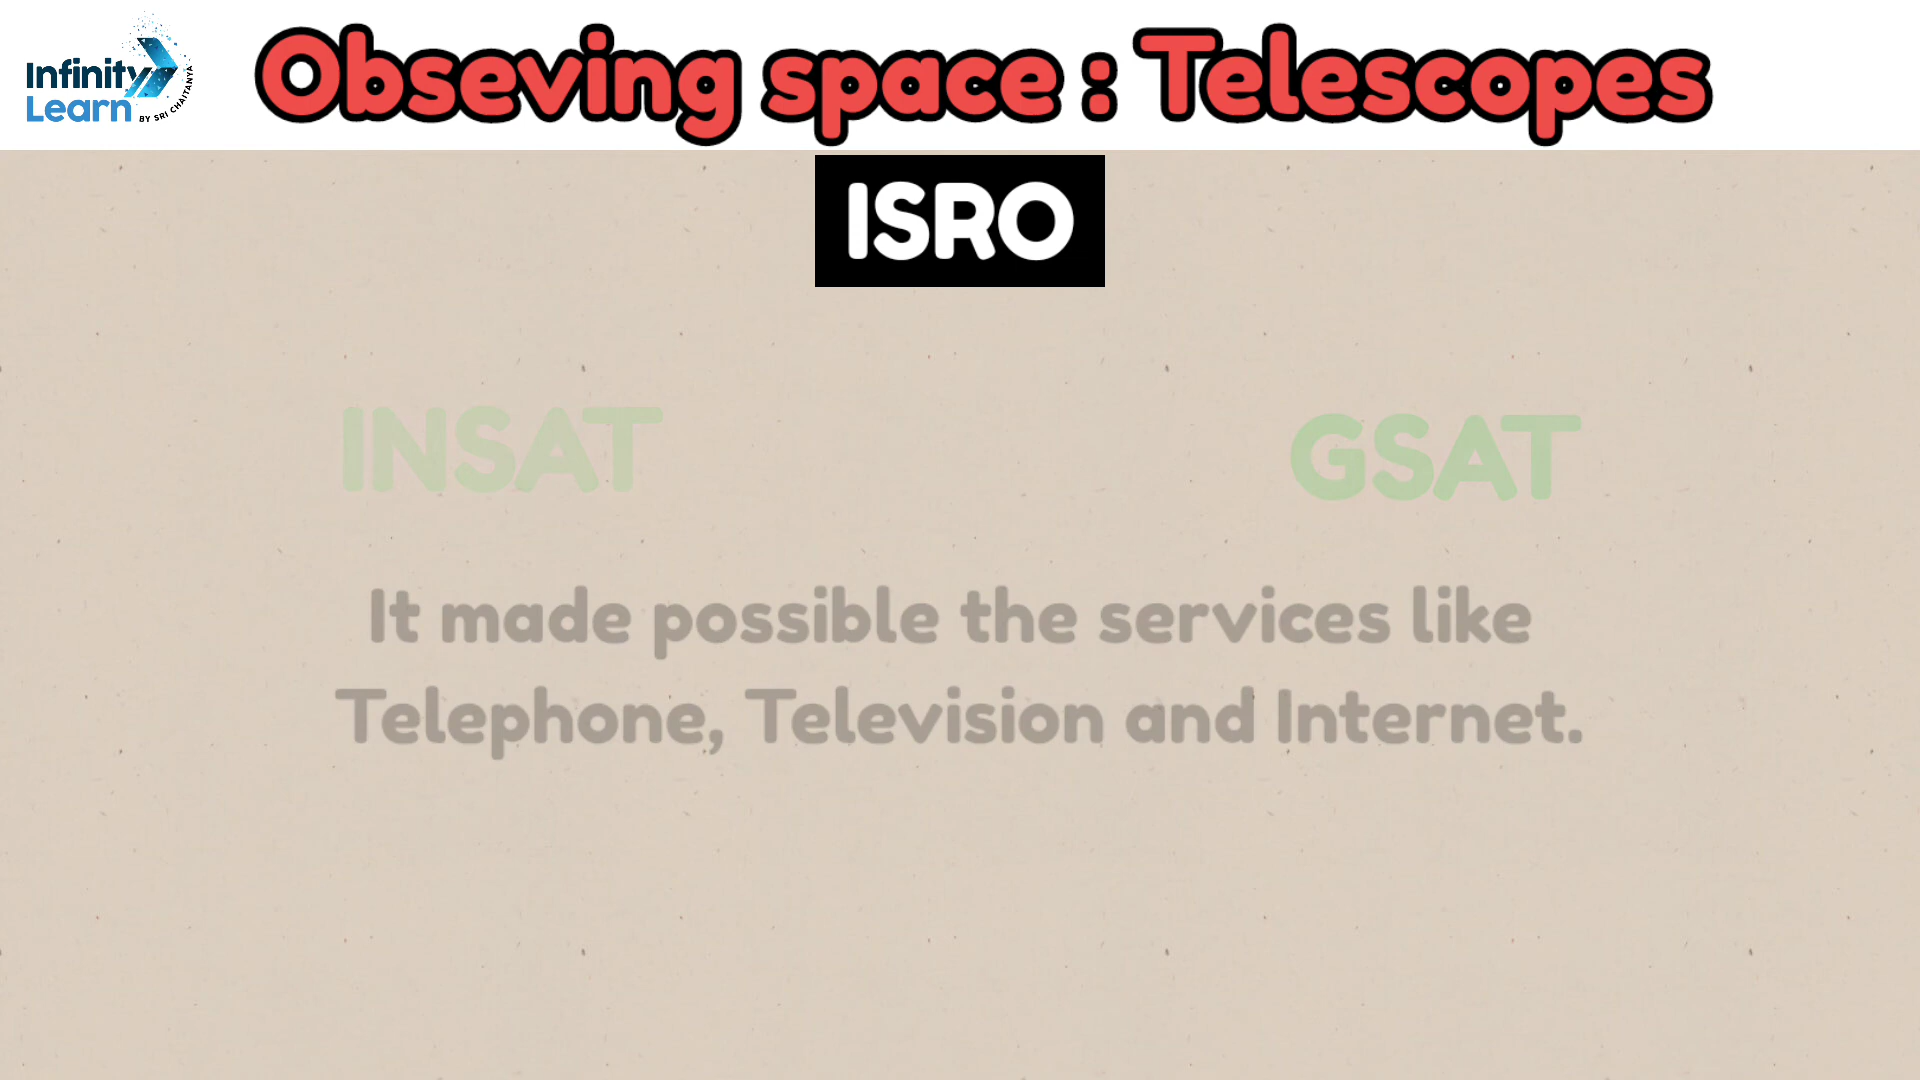 Infinity
Learn
BY SRI CHAITANYA
Obseving space : Telescopes
ISRO
INSAT
GSAT
It made possible the services like
Telephone, Television and Internet.